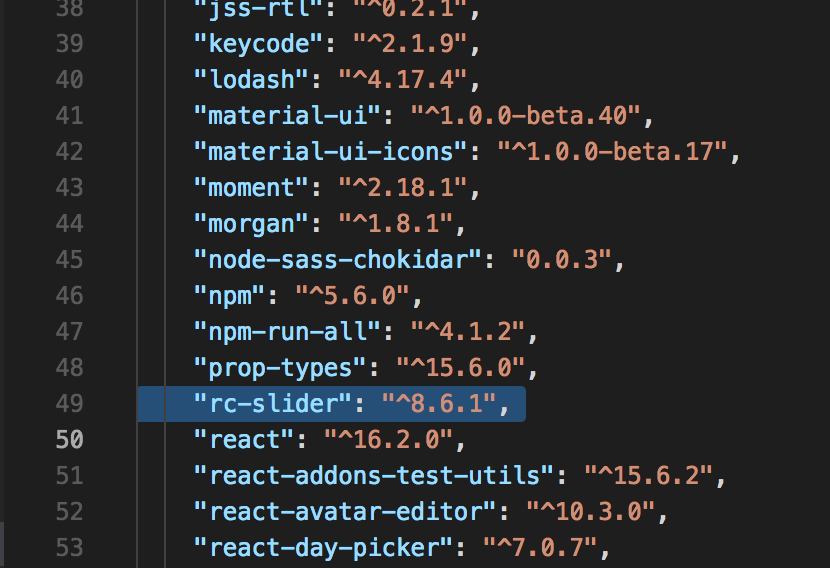 38 "jss-rtl": "^0.2.1",
39 "keycode": "^2.1.9",
40 "lodash": "^4.17.4",
41 "material-ui": "^1.0.0-beta.40",
42 "material-ui-icons": "^1.0.0-beta.17",
43 "moment": "^2.18.1",
44 "morgan": "^1.8.1",
45 "node-sass-chokidar": "0.0.3",
46 "npm": "^5.6.0",
47 "npm-run-all": "^4.1.2",
48 "prop-types": "^15.6.0",
49 "rc-slider": "^8.6.1",
50 "react": "^16.2.0",
51 "react-addons-test-utils": "^15.6.2",
52 "react-avatar-editor": "^10.3.0",
53 "react-day-picker": "^7.0.7",